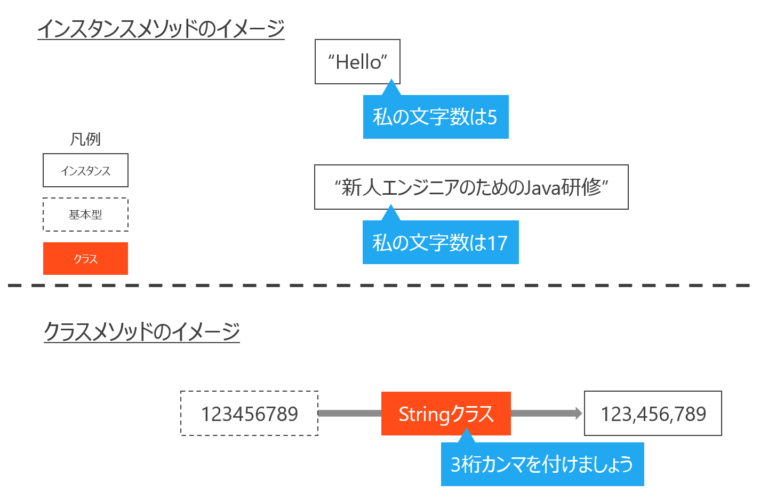 インスタンスメソッドのイメージ
“Hello”
私の文字数は5
凡例
インスタンス
基本型
クラス
“新人エンジニアのためのJava研修”
私の文字数は17
クラスメソッドのイメージ
123456789
Stringクラス
123,456,789
3桁カンマを付けましょう